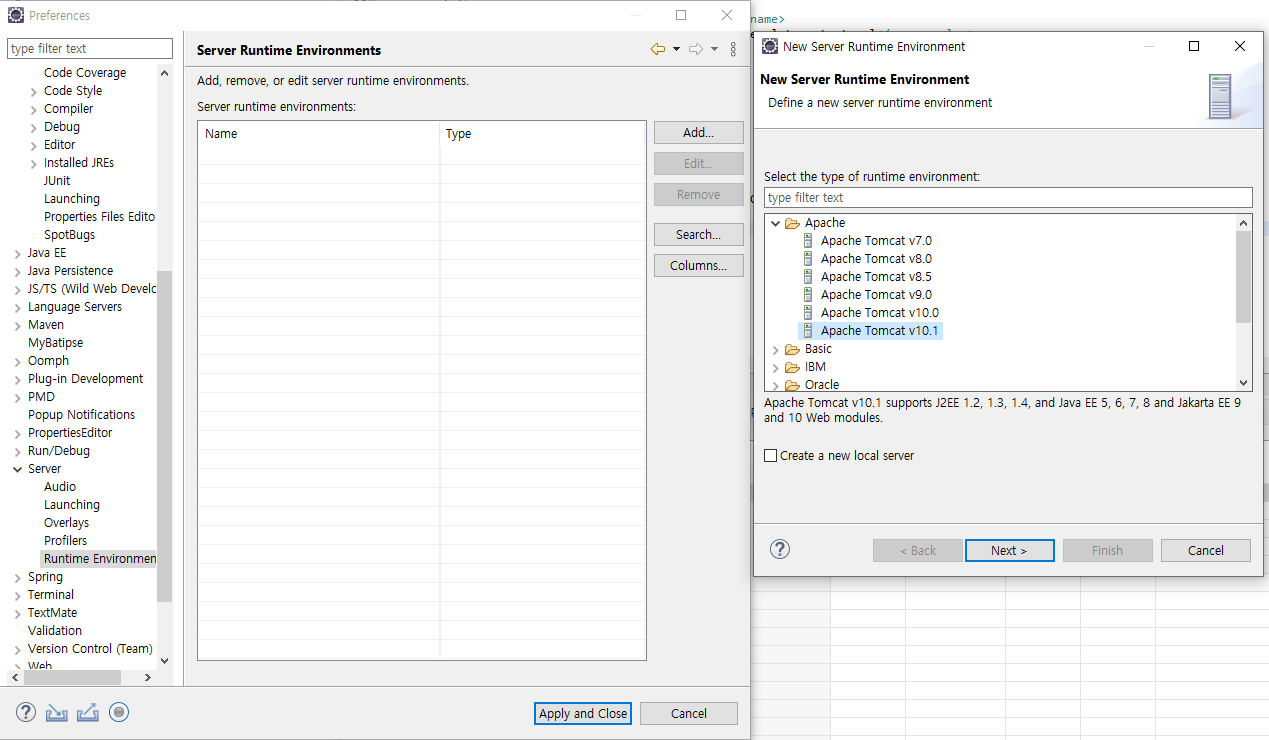 Preferences
type filter text
Code Coverage
Code Style
Compiler
Debug
Editor
Installed JREs
JUnit
Launching
Properties Files Edito
SpotBugs
Java EE
Java Persistence
JS/TS (Wild Web Develo
Language Servers
Maven
MyBatipse
Oomph
Plug-in Development
PMD
Popup Notifications
PropertiesEditor
Run/Debug
Server
Audio
Launching
Overlays
Profilers
Runtime Environmen
Spring
Terminal
TextMate
Validation
Version Control (Team)
Web
Server Runtime Environments
Add, remove, or edit server runtime environments.
Server runtime environments:
Name Type
Add...
Edit...
Remove
Search...
Columns...
Apply and Close Cancel
name>
New Server Runtime Environment
New Server Runtime Environment
Define a new server runtime environment
Select the type of runtime environment:
type filter text
Apache
Apache Tomcat v7.0
Apache Tomcat v8.0
Apache Tomcat v8.5
Apache Tomcat v9.0
Apache Tomcat v10.0
Apache Tomcat v10.1
Basic
IBM
Oracle
Apache Tomcat v10.1 supports J2EE 1.2, 1.3, 1.4, and Java EE 5, 6, 7, 8 and Jakarta EE 9
and 10 Web modules.
Create a new local server
< Back Next > Finish Cancel